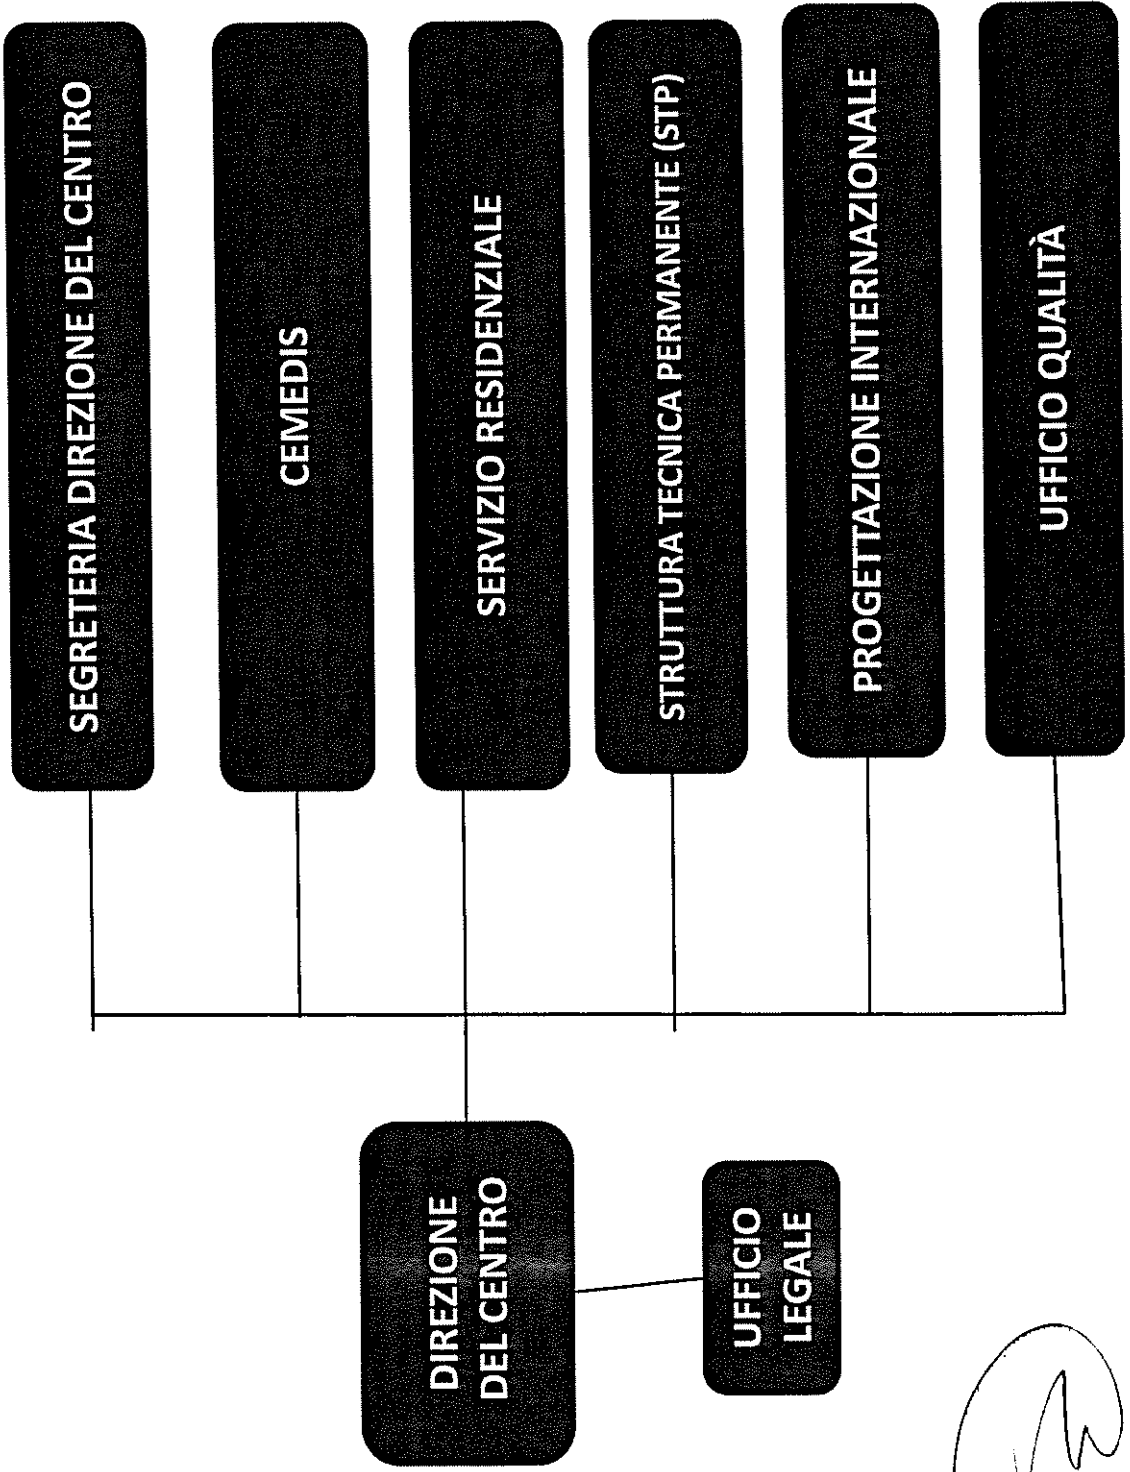 DIREZIONE
DEL CENTRO
UFFICIO
LEGALE
SEGRETERIA DIREZIONE DEL CENTRO
CEMEDIS
SERVIZIO RESIDENZIALE
STRUTTURA TECNICA PERMANENTE (STP)
PROGETTAZIONE INTERNAZIONALE
UFFICIO QUALITÀ